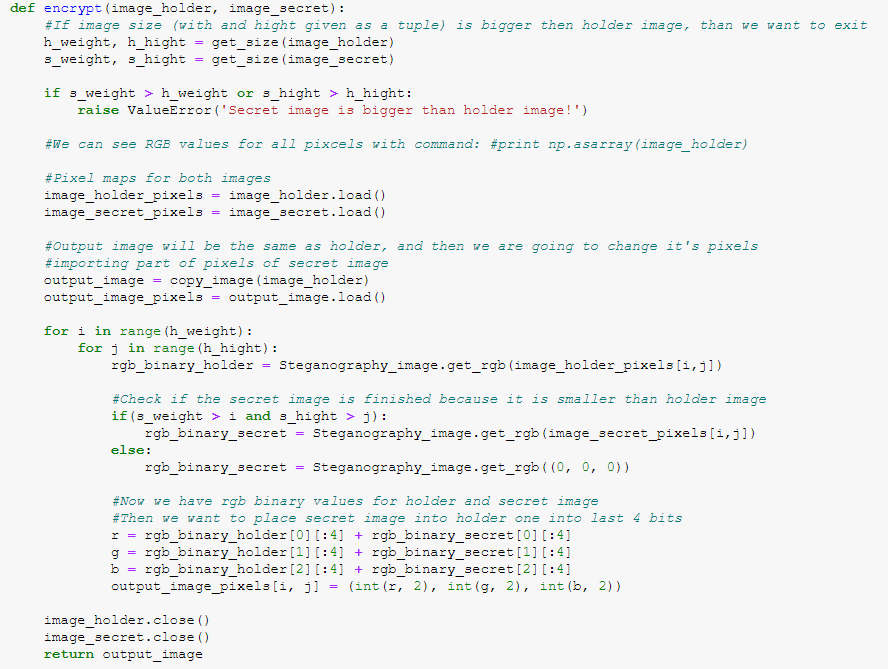 def encrypt(image_holder, image_secret):
    #If image size (with and hight given as a tuple) is bigger then holder image, than we want to exit
    h_weight, h_hight = get_size(image_holder)
    s_weight, s_hight = get_size(image_secret)

    if s_weight > h_weight or s_hight > h_hight:
        raise ValueError('Secret image is bigger than holder image!')

    #We can see RGB values for all pixcels with command: #print np.asarray(image_holder)

    #Pixel maps for both images
    image_holder_pixels = image_holder.load()
    image_secret_pixels = image_secret.load()

    #Output image will be the same as holder, and then we are going to change it's pixels
    #importing part of pixels of secret image
    output_image = copy_image(image_holder)
    output_image_pixels = output_image.load()

    for i in range(h_weight):
        for j in range(h_hight):
            rgb_binary_holder = Steganography_image.get_rgb(image_holder_pixels[i,j])

            #Check if the secret image is finished because it is smaller than holder image
            if(s_weight > i and s_hight > j):
                rgb_binary_secret = Steganography_image.get_rgb(image_secret_pixels[i,j])
            else:
                rgb_binary_secret = Steganography_image.get_rgb((0, 0, 0))

            #Now we have rgb binary values for holder and secret image
            #Then we want to place secret image into holder one into last 4 bits
            r = rgb_binary_holder[0][:4] + rgb_binary_secret[0][:4]
            g = rgb_binary_holder[1][:4] + rgb_binary_secret[1][:4]
            b = rgb_binary_holder[2][:4] + rgb_binary_secret[2][:4]
            output_image_pixels[i, j] = (int(r, 2), int(g, 2), int(b, 2))

    image_holder.close()
    image_secret.close()
    return output_image